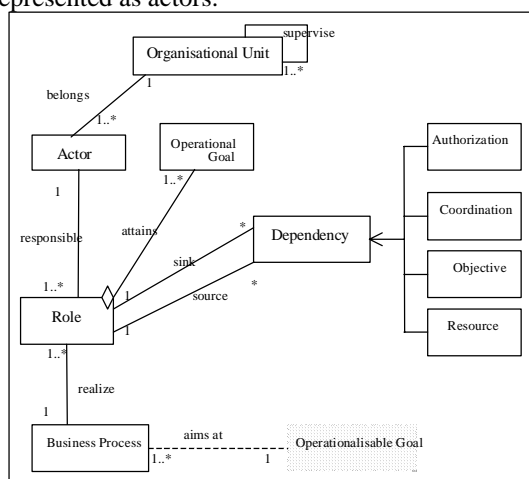 epresented as actors.
supervise
Organisational Unit
1
1..*
belongs
1..*
Actor
Operational
Goal
1..*
Authorization
1
Coordination
responsible
attains
*
Dependency
sink
*
Objective
source
1..*
1
1
Role
Resource
1..*
realize
1
Business Process
aims at
1..*
1
Operationalisable Goal